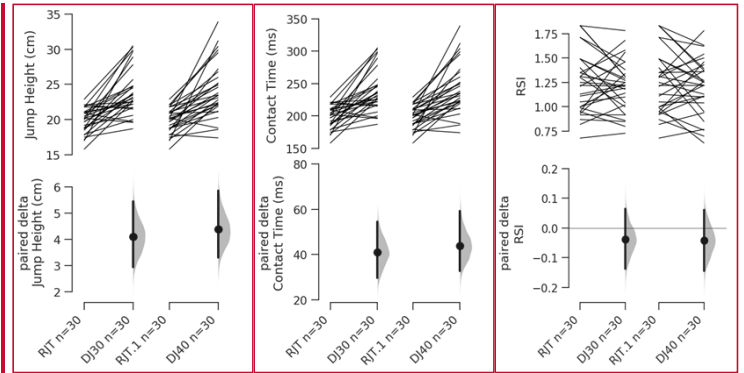 35
30
25
20
15
Jump Height (cm)
6
5
4
3
2
paired delta
Jump Height (cm)
RJT n=30
DJ30 n=30
RJT.1 n=30
DJ40 n=30
350
300
250
200
150
Contact Time (ms)
80
60
40
20
paired delta
Contact Time (ms)
RJT n=30
DJ30 n=30
RJT.1 n=30
DJ40 n=30
1.75
1.50
1.25
1.00
0.75
RSI
0.2
0.1
0.0
−0.1
−0.2
paired delta
RSI
RJT n=30
DJ30 n=30
RJT.1 n=30
DJ40 n=30